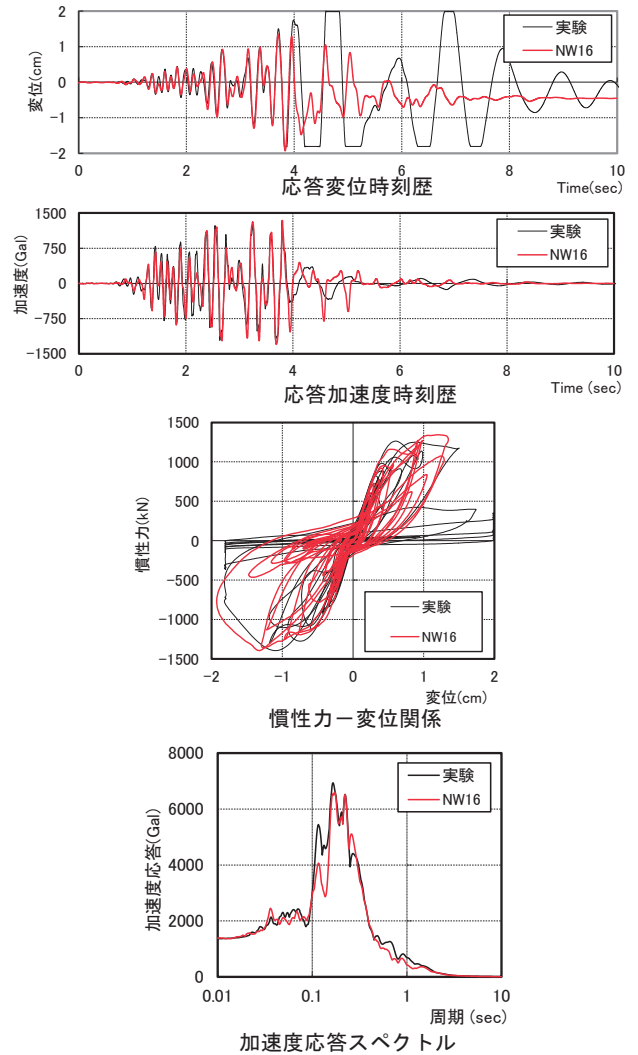 2
1
0
-1
-2
変位(cm)
実験
NW16
0
2
4
6
8
10
応答変位時刻歴
Time(sec)
1500
750
0
-750
-1500
加速度(Gal)
実験
NW16
0
2
4
6
8
10
応答加速度時刻歴
Time (sec)
1500
1000
500
0
-500
-1000
-1500
慣性力(kN)
実験
NW16
-2
-1
0
1
2
変位(cm)
慣性力－変位関係
8000
6000
4000
2000
0
加速度応答(Gal)
実験
NW16
0.01
0.1
1
10
周期 (sec)
加速度応答スペクトル